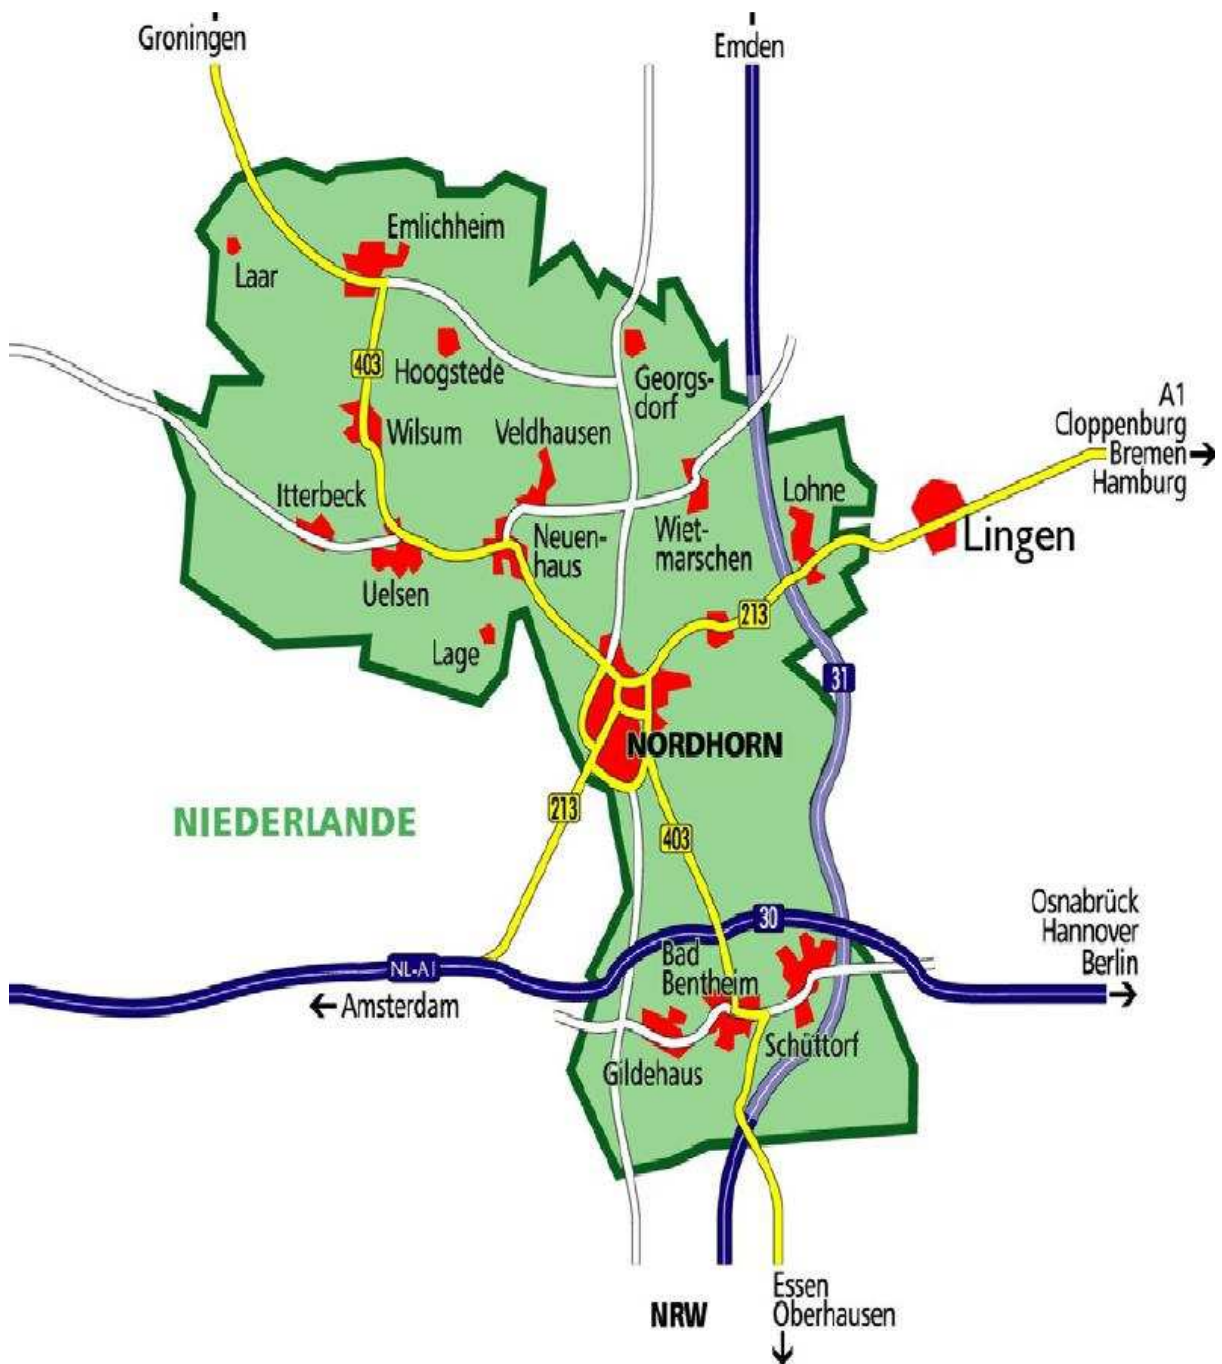 Groningen
Emden
Emlichheim
Laar
403
Hoogstede
Georgs-
dorf
A1
Cloppenburg
Bremen
Hamburg
Wilsum
Veldhausen
Itterbeck
Lohne
Neuen-
haus
Wiet-
marschen
Lingen
Uelsen
213
Lage
31
NORDHORN
213
NIEDERLANDE
403
30
Osnabrück
Hannover
Berlin
Bad
Bentheim
NL-A1
Amsterdam
Schüttorf
Gildehaus
Essen
Oberhausen
NRW